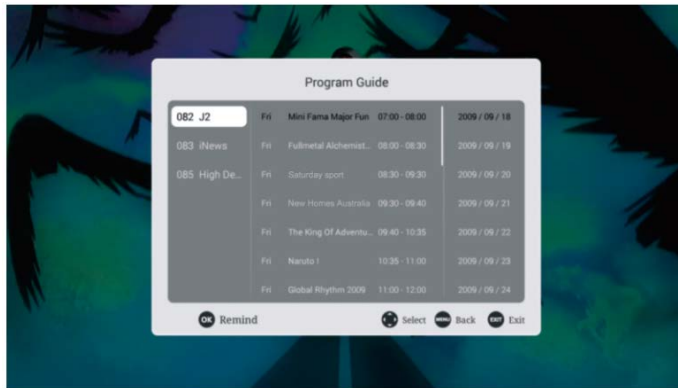 Program Guide
082 J2 Fri Mini Fama Major Fun 07:00 - 08:00 2009 / 09 / 18
083 iNews Fri Fullmetal Alchemist... 08:00 - 08:30 2009 / 09 / 19
085 High De... Fri Saturday sport 08:30 - 09:30 2009 / 09 / 20
Fri New Homes Australia 09:30 - 09:40 2009 / 09 / 21
Fri The King Of Adventu... 09:40 - 10:35 2009 / 09 / 22
Fri Naruto ! 10:35 - 11:00 2009 / 09 / 23
Fri Global Rhythm 2009 11:00 - 12:00 2009 / 09 / 24
OK Remind Select MENU Back EXIT Exit